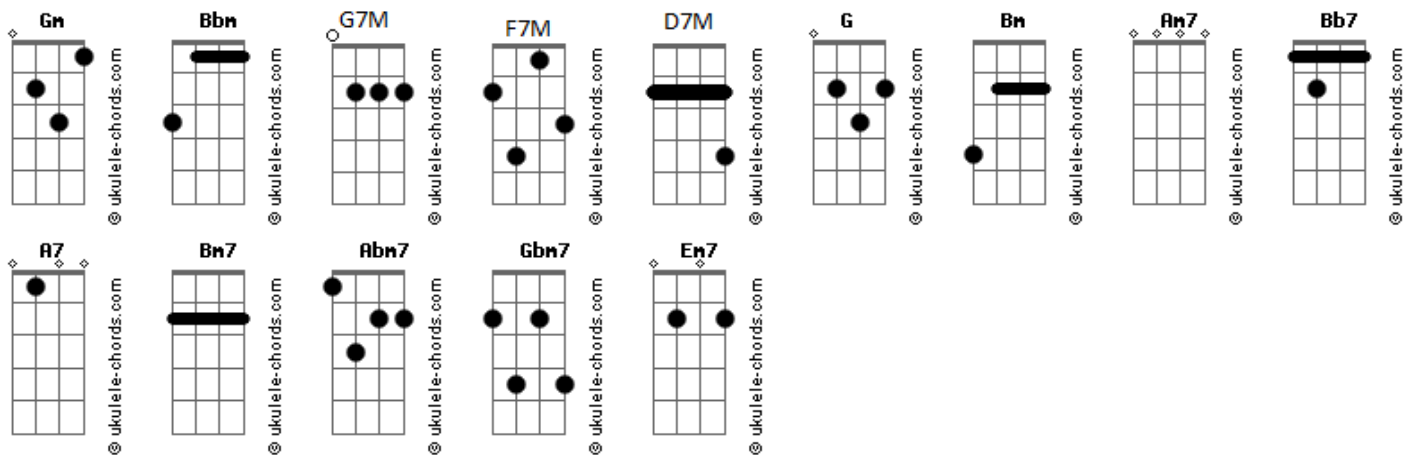 Gm Bbm G7M F7M D7M G Bm Am7 Bb7
© ukulele-chords.com © ukulele-chords.com © ukulele-chords.com © ukulele-chords.com © ukulele-chords.com © ukulele-chords.com © ukulele-chords.com © ukulele-chords.com © ukulele-chords.com
A7 Bm7 Abm7 Gbm7 Em7
© ukulele-chords.com © ukulele-chords.com © ukulele-chords.com © ukulele-chords.com © ukulele-chords.com